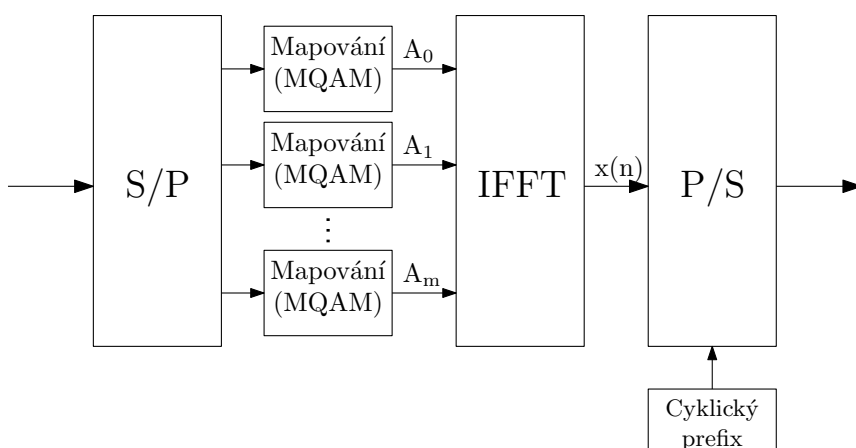 S/P
Mapování
(MQAM)
A0
Mapování
(MQAM)
A1
⋮
Mapování
(MQAM)
Am
IFFT
x(n)
P/S
Cyklický
prefix